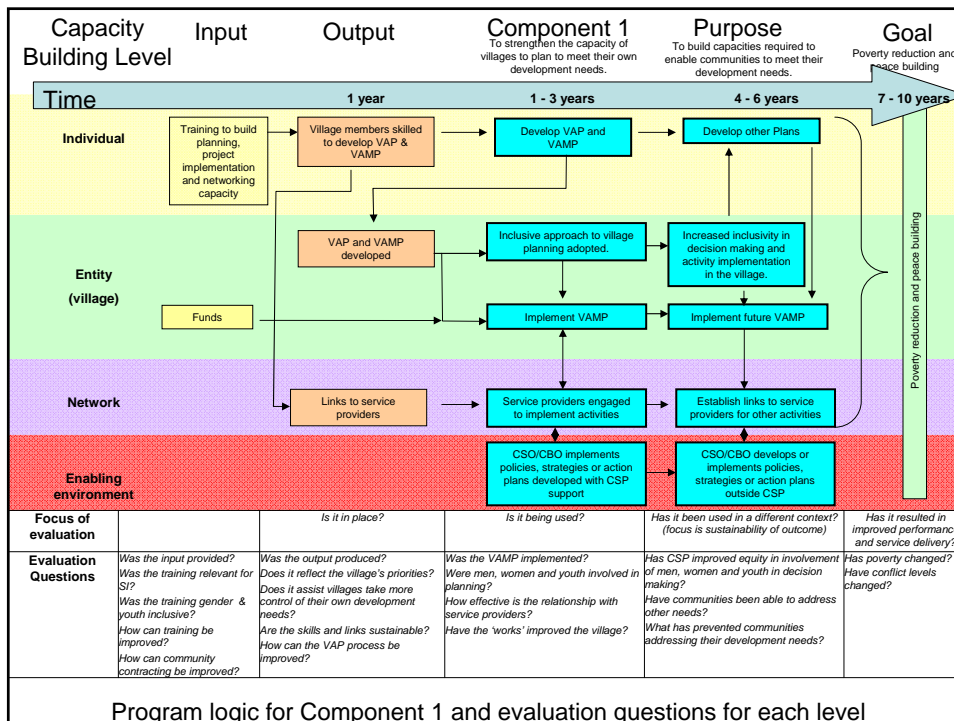 Capacity
Building Level
Input
Output
Component 1
To strengthen the capacity of
villages to plan to meet their own
development needs.
Purpose
To build capacities required to
enable communities to meet their
development needs.
Goal
Poverty reduction and
peace building
Time
1 year
1 - 3 years
4 - 6 years
7 - 10 years
Individual
Training to build
planning,
project
implementation
and networking
capacity
Village members skilled
to develop VAP &
VAMP
Develop VAP and
VAMP
Develop other Plans
Entity
(village)
VAP and VAMP
developed
Inclusive approach to village
planning adopted.
Increased inclusivity in
decision making and
activity implementation
in the village.
Funds
Implement VAMP
Implement future VAMP
Poverty reduction and peace building
Network
Links to service
providers
Service providers engaged
to implement activities
Establish links to service
providers for other activities
Enabling
environment
CSO/CBO implements
policies, strategies or action
plans developed with CSP
support
CSO/CBO develops or
implements policies,
strategies or action plans
outside CSP
Focus of
evaluation
Is it in place?
Is it being used?
Has it been used in a different context?
(focus is sustainability of outcome)
Has it resulted in
improved performance
and service delivery?
Evaluation
Questions
Was the input provided?
Was the training relevant for
SI?
Was the training gender &
youth inclusive?
How can training be
improved?
How can community
contracting be improved?
Was the output produced?
Does it reflect the village's priorities?
Does it assist villages take more
control of their own development
needs?
Are the skills and links sustainable?
How can the VAP process be
improved?
Was the VAMP implemented?
Were men, women and youth involved in
planning?
How effective is the relationship with
service providers?
Have the 'works' improved the village?
Has CSP improved equity in involvement
of men, women and youth in decision
making?
Have communities been able to address
other needs?
What has prevented communities
addressing their development needs?
Has poverty changed?
Have conflict levels
changed?
Program logic for Component 1 and evaluation questions for each level